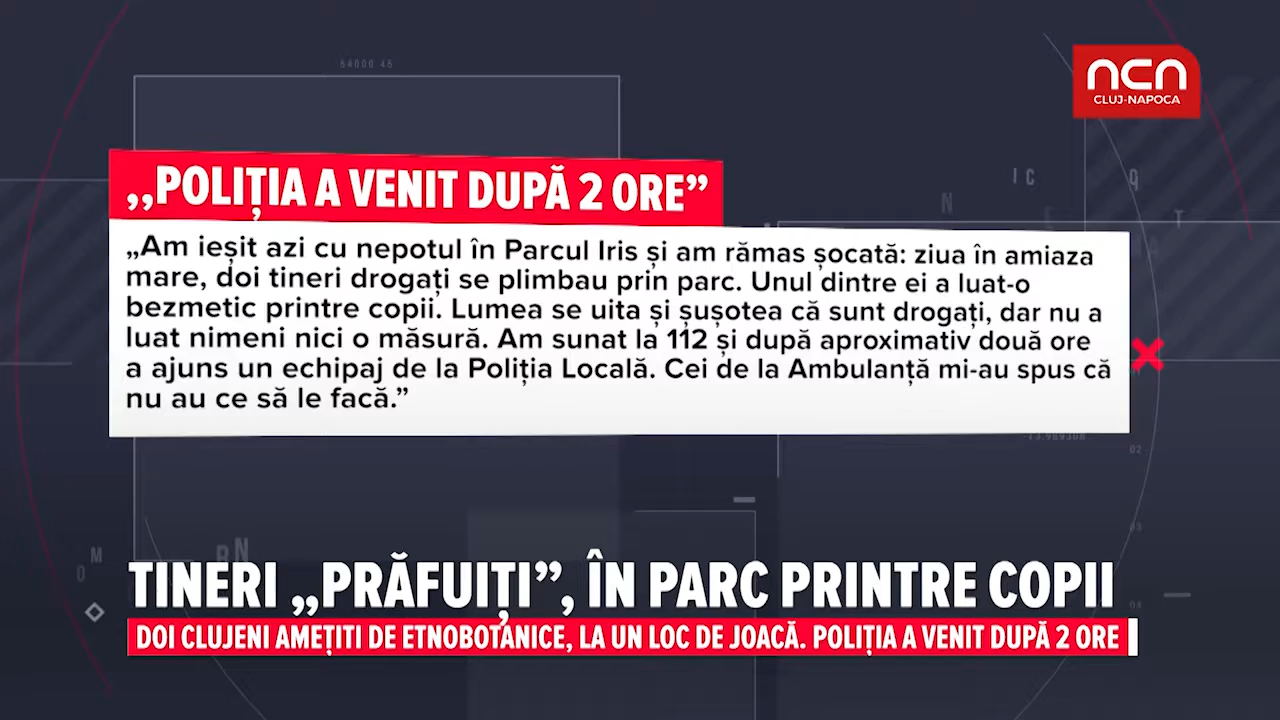 64000 46
ncn
CLUJ-NAPOCA
,,POLIȚIA A VENIT DUPĂ 2 ORE”
„Am ieșit azi cu nepotul în Parcul Iris și am rămas șocată: ziua în amiaza
mare, doi tineri drogați se plimbau prin parc. Unul dintre ei a luat-o
bezmetic printre copii. Lumea se uita și șușotea că sunt drogați, dar nu a
luat nimeni nici o măsură. Am sunat la 112 și după aproximativ două ore
a ajuns un echipaj de la Poliția Locală. Cei de la Ambulanță mi-au spus că
nu au ce să le facă.”
02
03
04
TINERI ,,PRĂFUIȚI”, ÎN PARC PRINTRE COPII
DOI CLUJENI AMEȚITI DE ETNOBOTANICE, LA UN LOC DE JOACĂ. POLIȚIA A VENIT DUPĂ 2 ORE